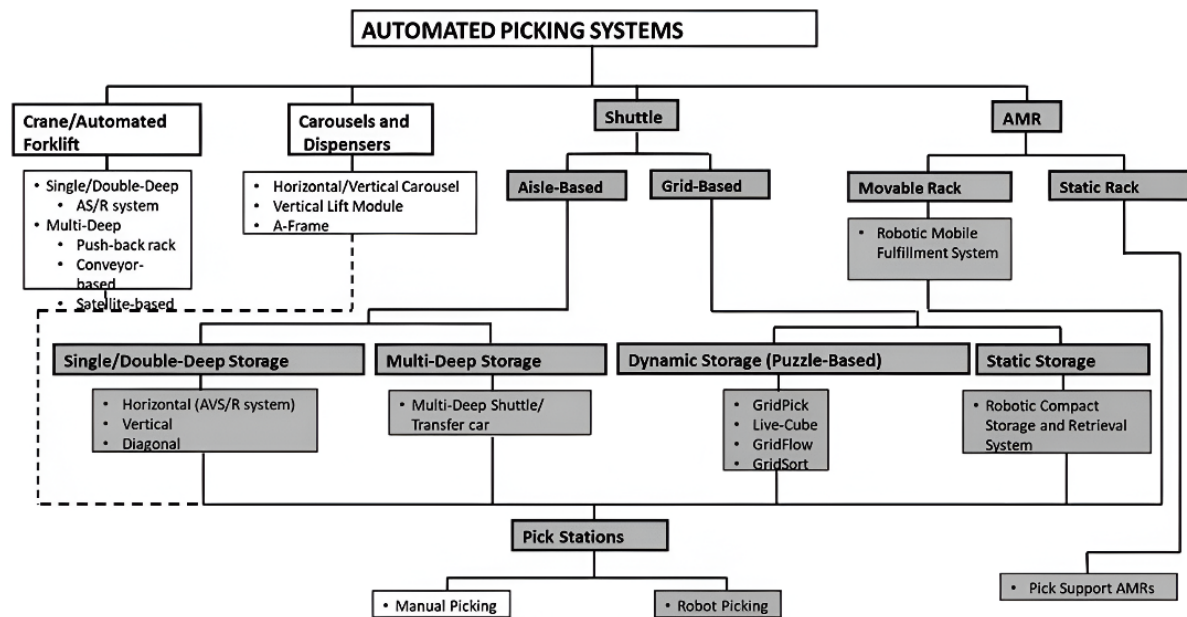 AUTOMATED PICKING SYSTEMS
Crane/Automated
Forklift
Carousels and
Dispensers
Shuttle
AMR
• Single/Double-Deep
• AS/R system
• Multi-Deep
• Push-back rack
• Conveyor-
based
• Satellite-based
• Horizontal/Vertical Carousel
• Vertical Lift Module
• A-Frame
Aisle-Based
Grid-Based
Movable Rack
Static Rack
• Robotic Mobile
Fulfillment System
Single/Double-Deep Storage
Multi-Deep Storage
Dynamic Storage (Puzzle-Based)
Static Storage
• Horizontal (AVS/R system)
• Vertical
• Diagonal
• Multi-Deep Shuttle/
Transfer car
• GridPick
• Live-Cube
• GridFlow
• GridSort
• Robotic Compact
Storage and Retrieval
System
Pick Stations
• Manual Picking
• Robot Picking
• Pick Support AMRs